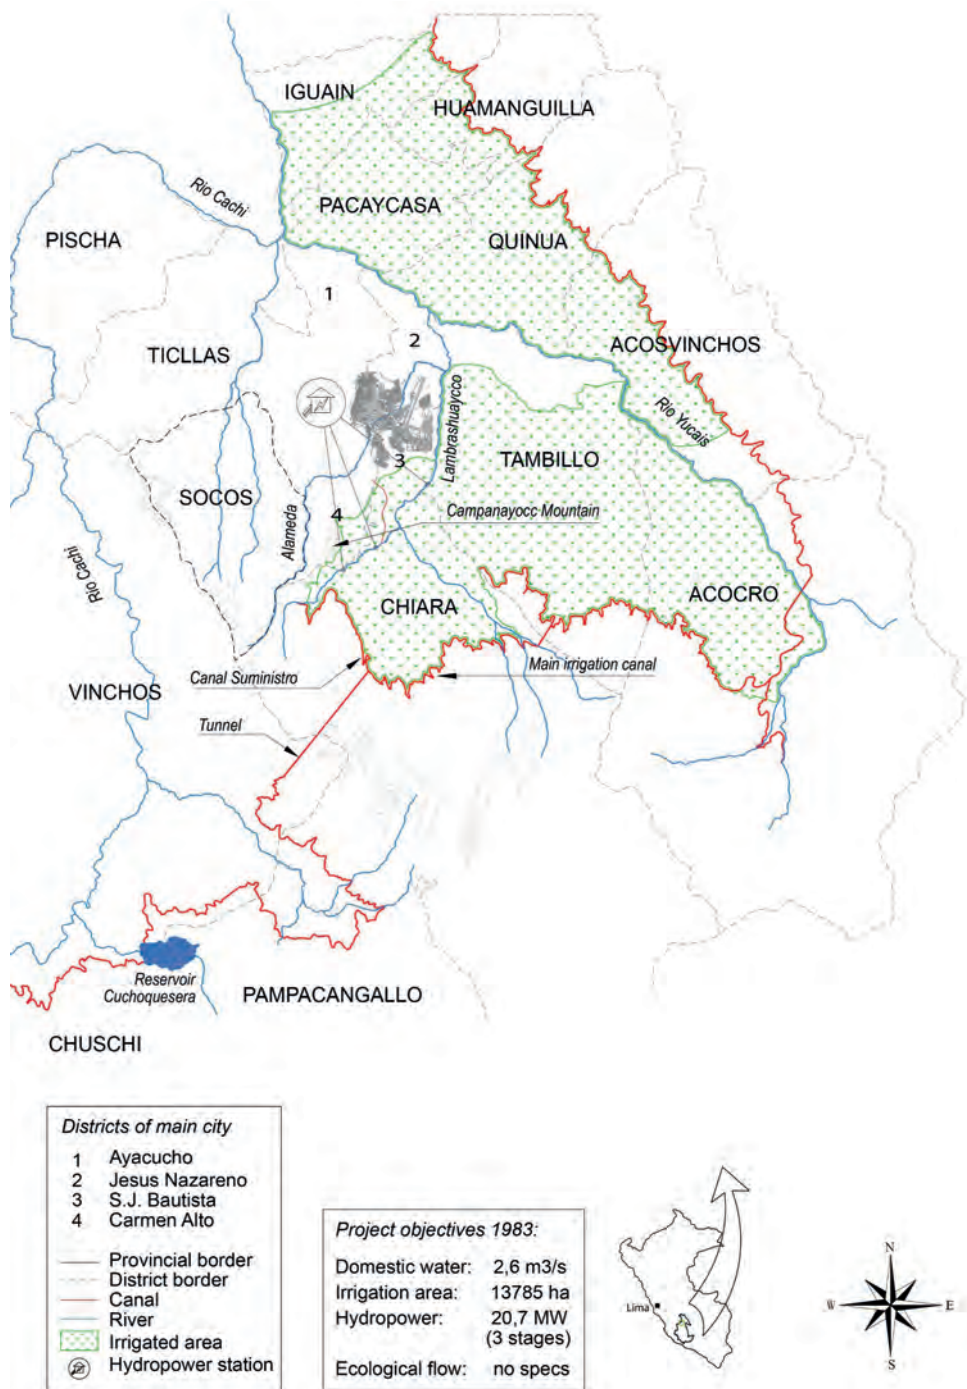 IGUAIN
HUAMANGUILLA
Rio Cachi
PACAYCASA
PISCHA
QUINUA
1
2
TICLLAS
ACOSVINCHOS
Rio Yucais
Lambrashuaycco
3
TAMBILLO
SOCOS
4
Campanayocc Mountain
Alameda
Rio Cachi
CHIARA
ACOCRO
Canal Suministro
Main irrigation canal
VINCHOS
Tunnel
Reservoir
Cuchoquesera
PAMPACANGALLO
CHUSCHI
Districts of main city
1 Ayacucho
2 Jesus Nazareno
3 S.J. Bautista
4 Carmen Alto
Provincial border
District border
Canal
River
Irrigated area
Hydropower station
Project objectives 1983:
Domestic water: 2,6 m3/s
Irrigation area: 13785 ha
Hydropower: 20,7 MW
(3 stages)
Ecological flow: no specs
Lima
N
W
E
S